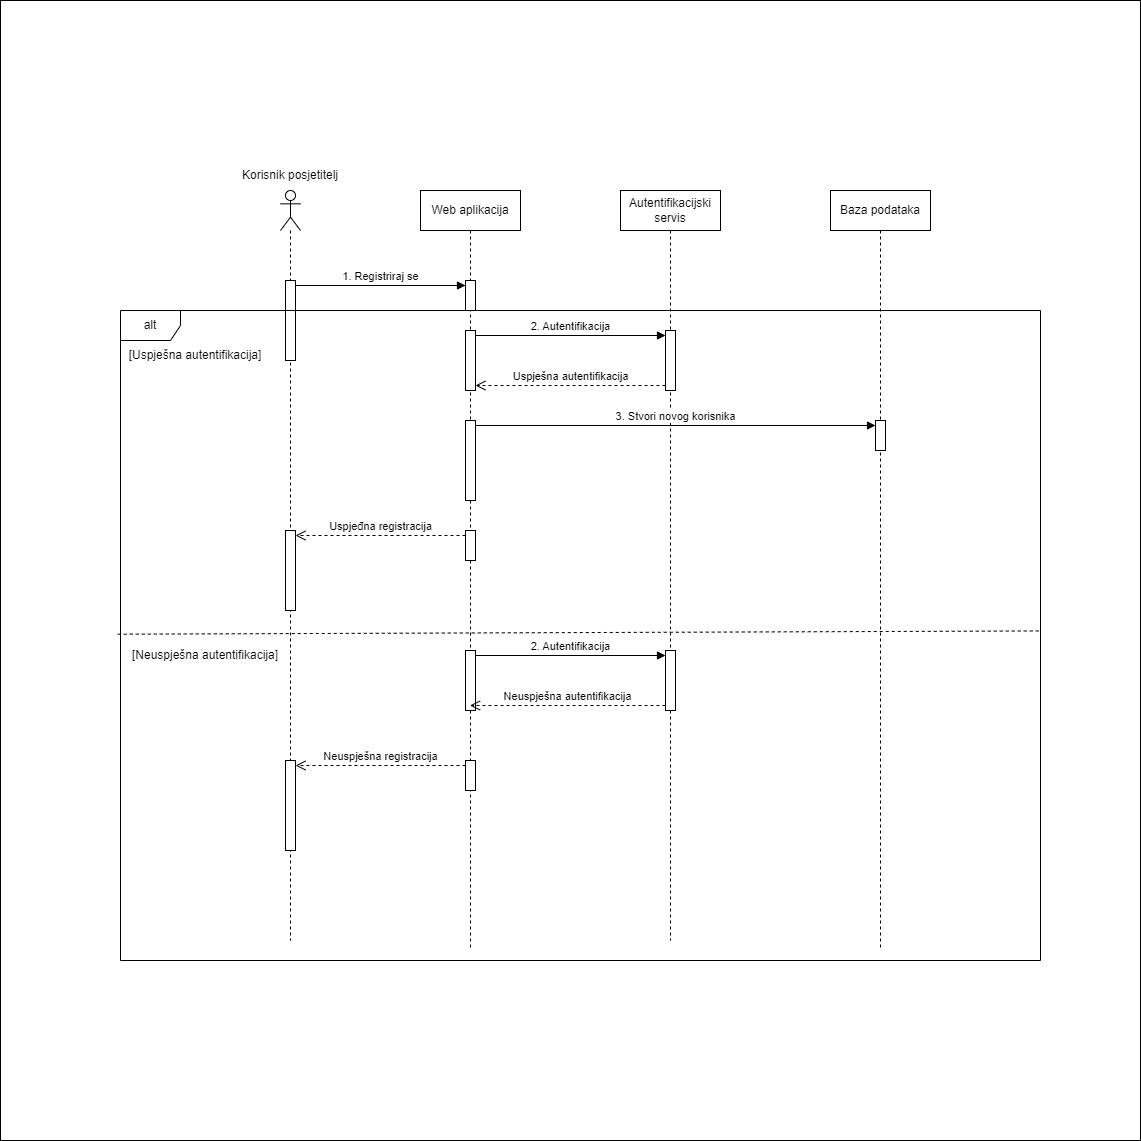 Korisnik posjetitelj
Web aplikacija
Autentifikacijski
servis
Baza podataka
1. Registriraj se
alt
[Uspješna autentifikacija]
2. Autentifikacija
Uspješna autentifikacija
3. Stvori novog korisnika
Uspjeđna registracija
[Neuspješna autentifikacija]
2. Autentifikacija
Neuspješna autentifikacija
Neuspješna registracija